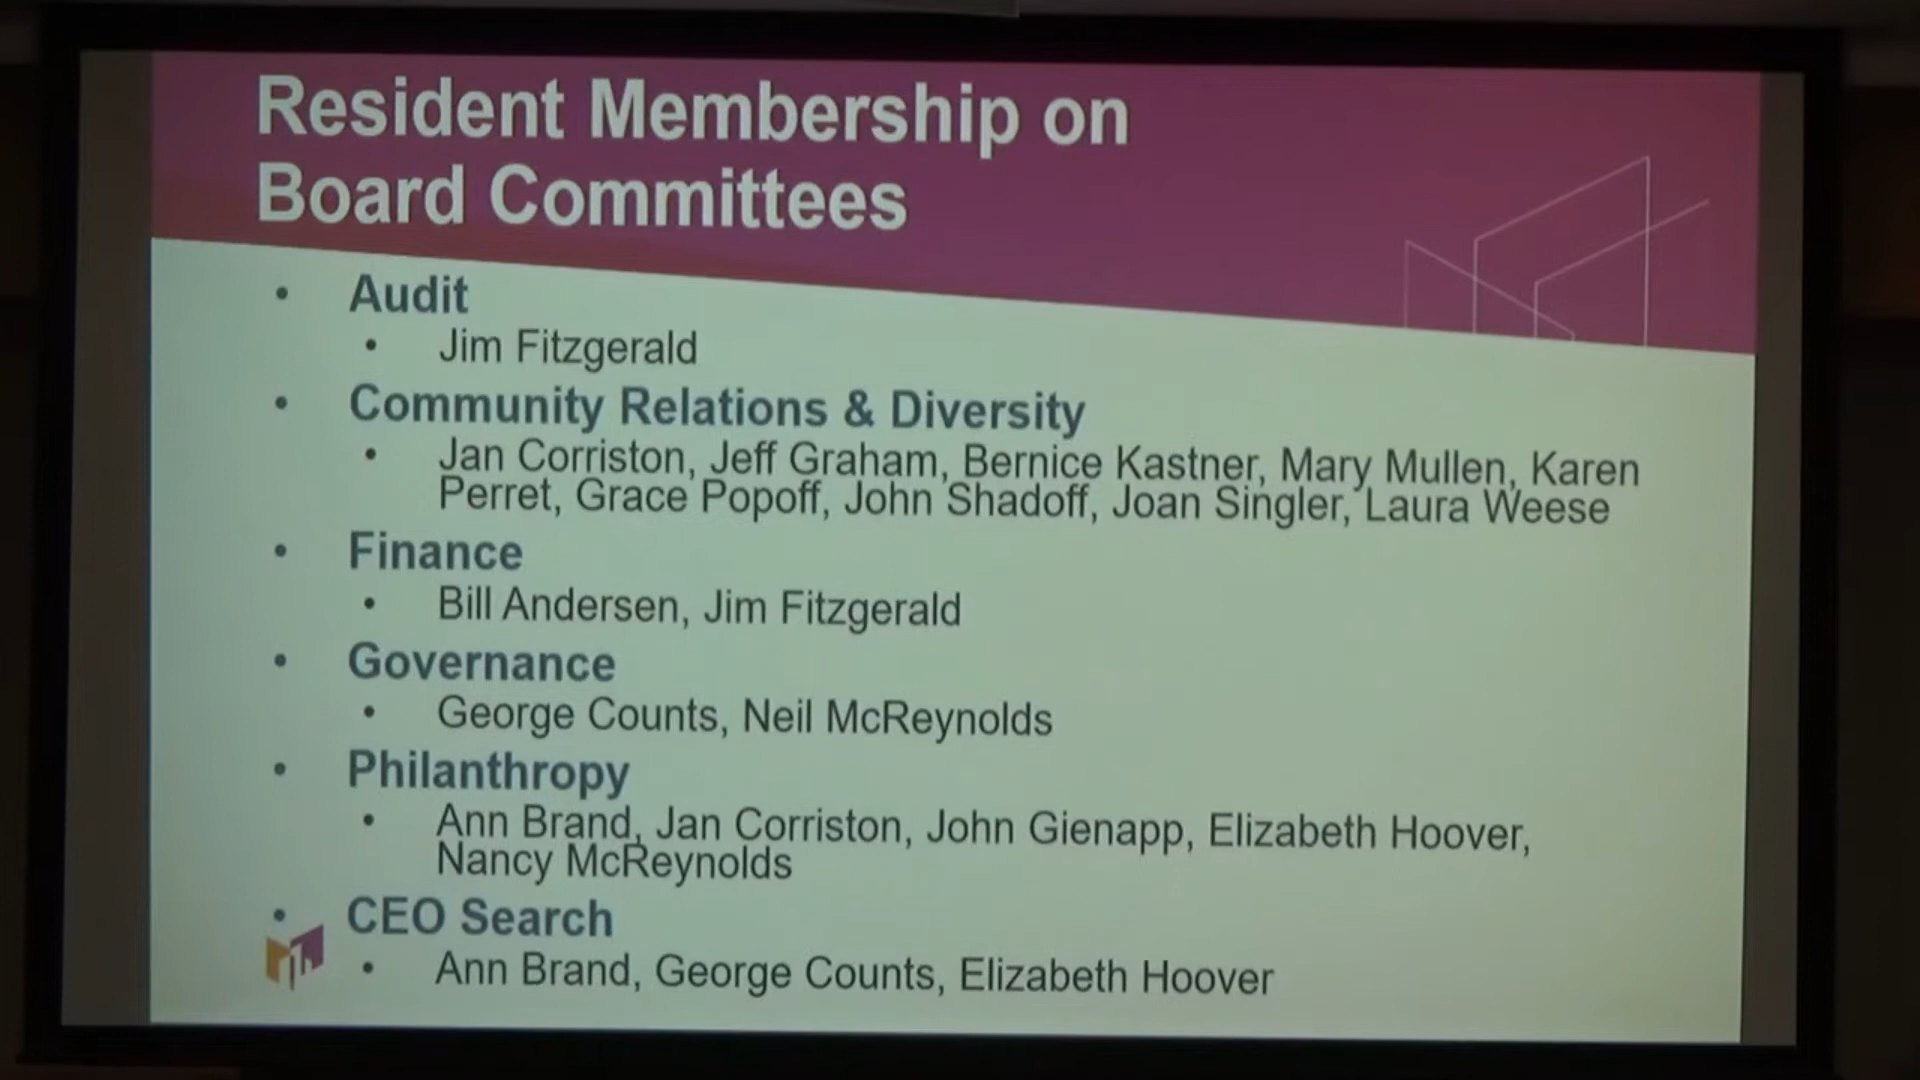 Resident Membership on
Board Committees
• Audit
• Jim Fitzgerald
• Community Relations & Diversity
• Jan Corriston, Jeff Graham, Bernice Kastner, Mary Mullen, Karen
Perret, Grace Popoff, John Shadoff, Joan Singler, Laura Weese
• Finance
• Bill Andersen, Jim Fitzgerald
• Governance
• George Counts, Neil McReynolds
• Philanthropy
• Ann Brand, Jan Corriston, John Gienapp, Elizabeth Hoover,
Nancy McReynolds
• CEO Search
• Ann Brand, George Counts, Elizabeth Hoover